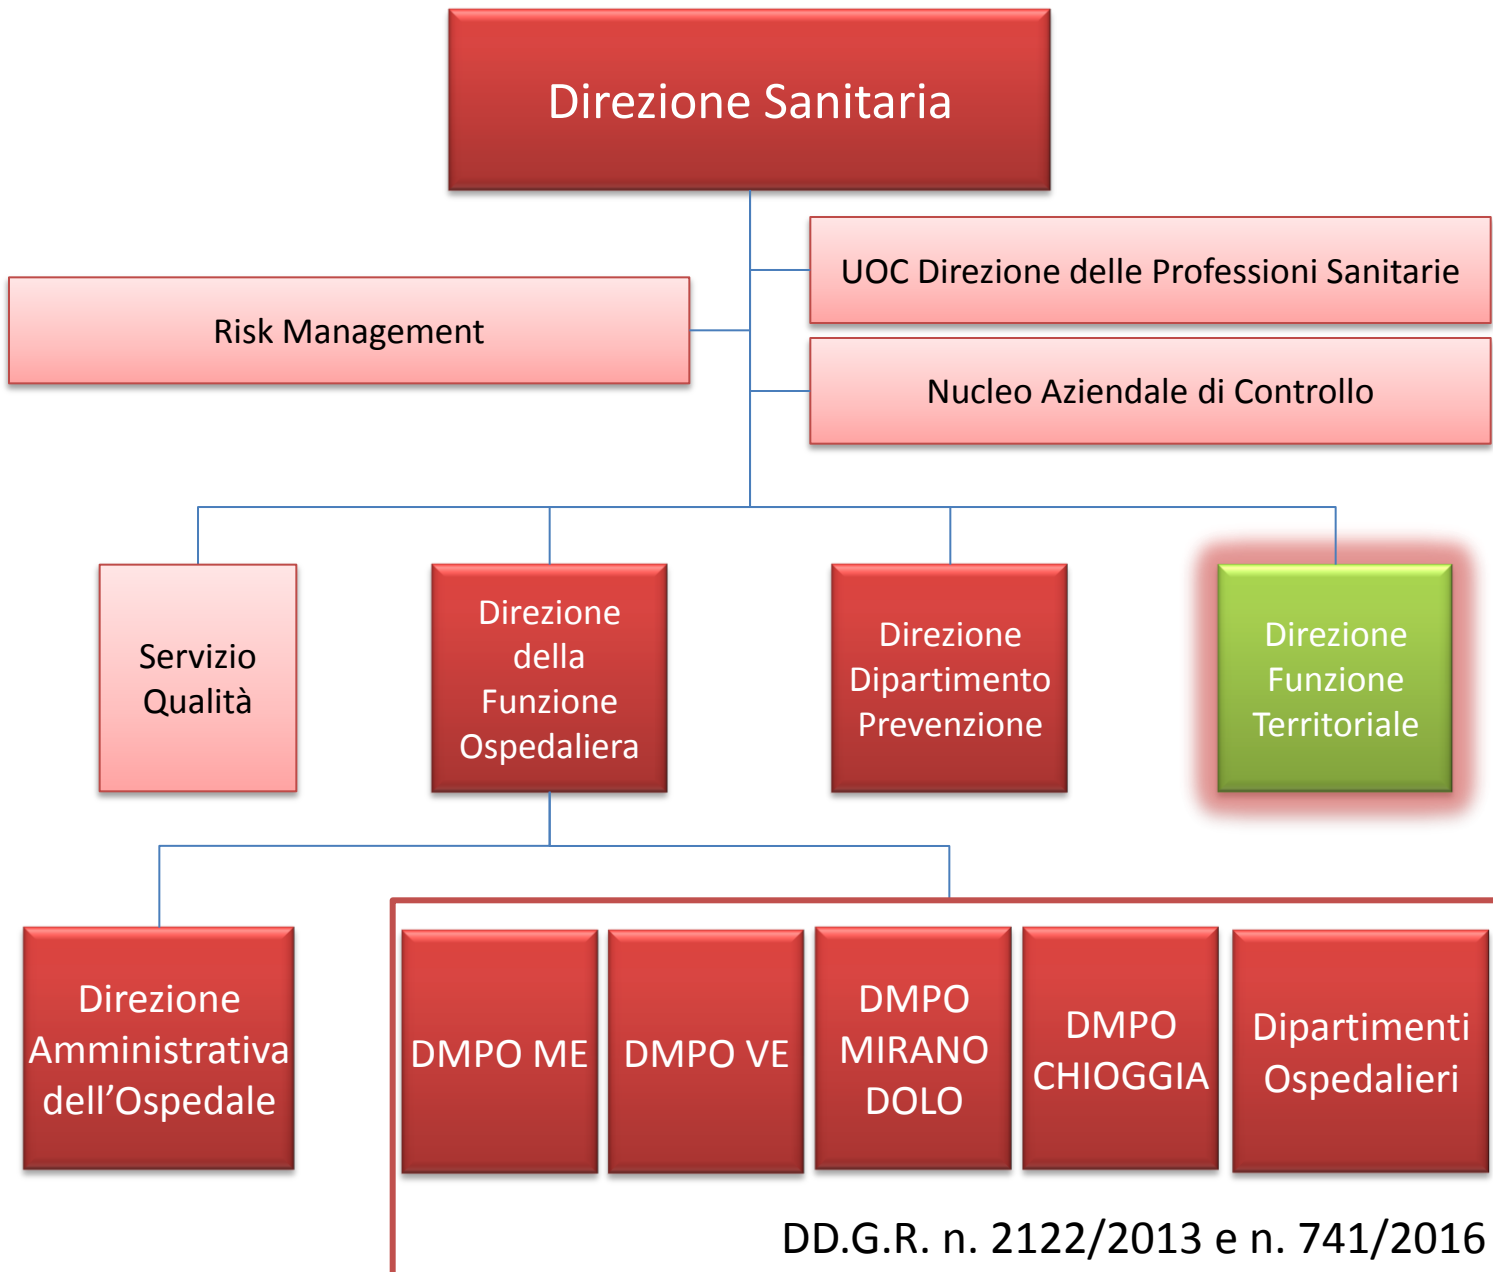 Direzione Sanitaria
UOC Direzione delle Professioni Sanitarie
Risk Management
Nucleo Aziendale di Controllo
Servizio
Qualità
Direzione
della
Funzione
Ospedaliera
Direzione
Dipartimento
Prevenzione
Direzione
Funzione
Territoriale
Direzione
Amministrativa
dell’Ospedale
DMPO ME
DMPO VE
DMPO
MIRANO
DOLO
DMPO
CHIOGGIA
Dipartimenti
Ospedalieri
DD.G.R. n. 2122/2013 e n. 741/2016